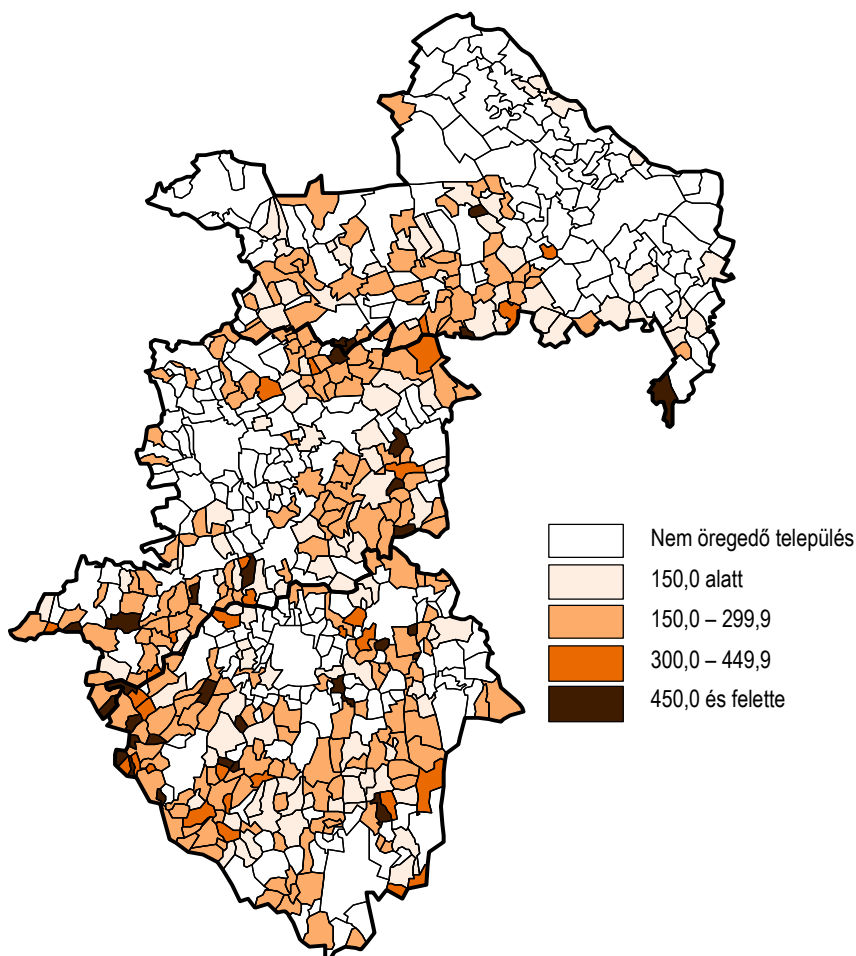 Nem öregedő település
150,0 alatt
150,0 – 299,9
300,0 – 449,9
450,0 és felette